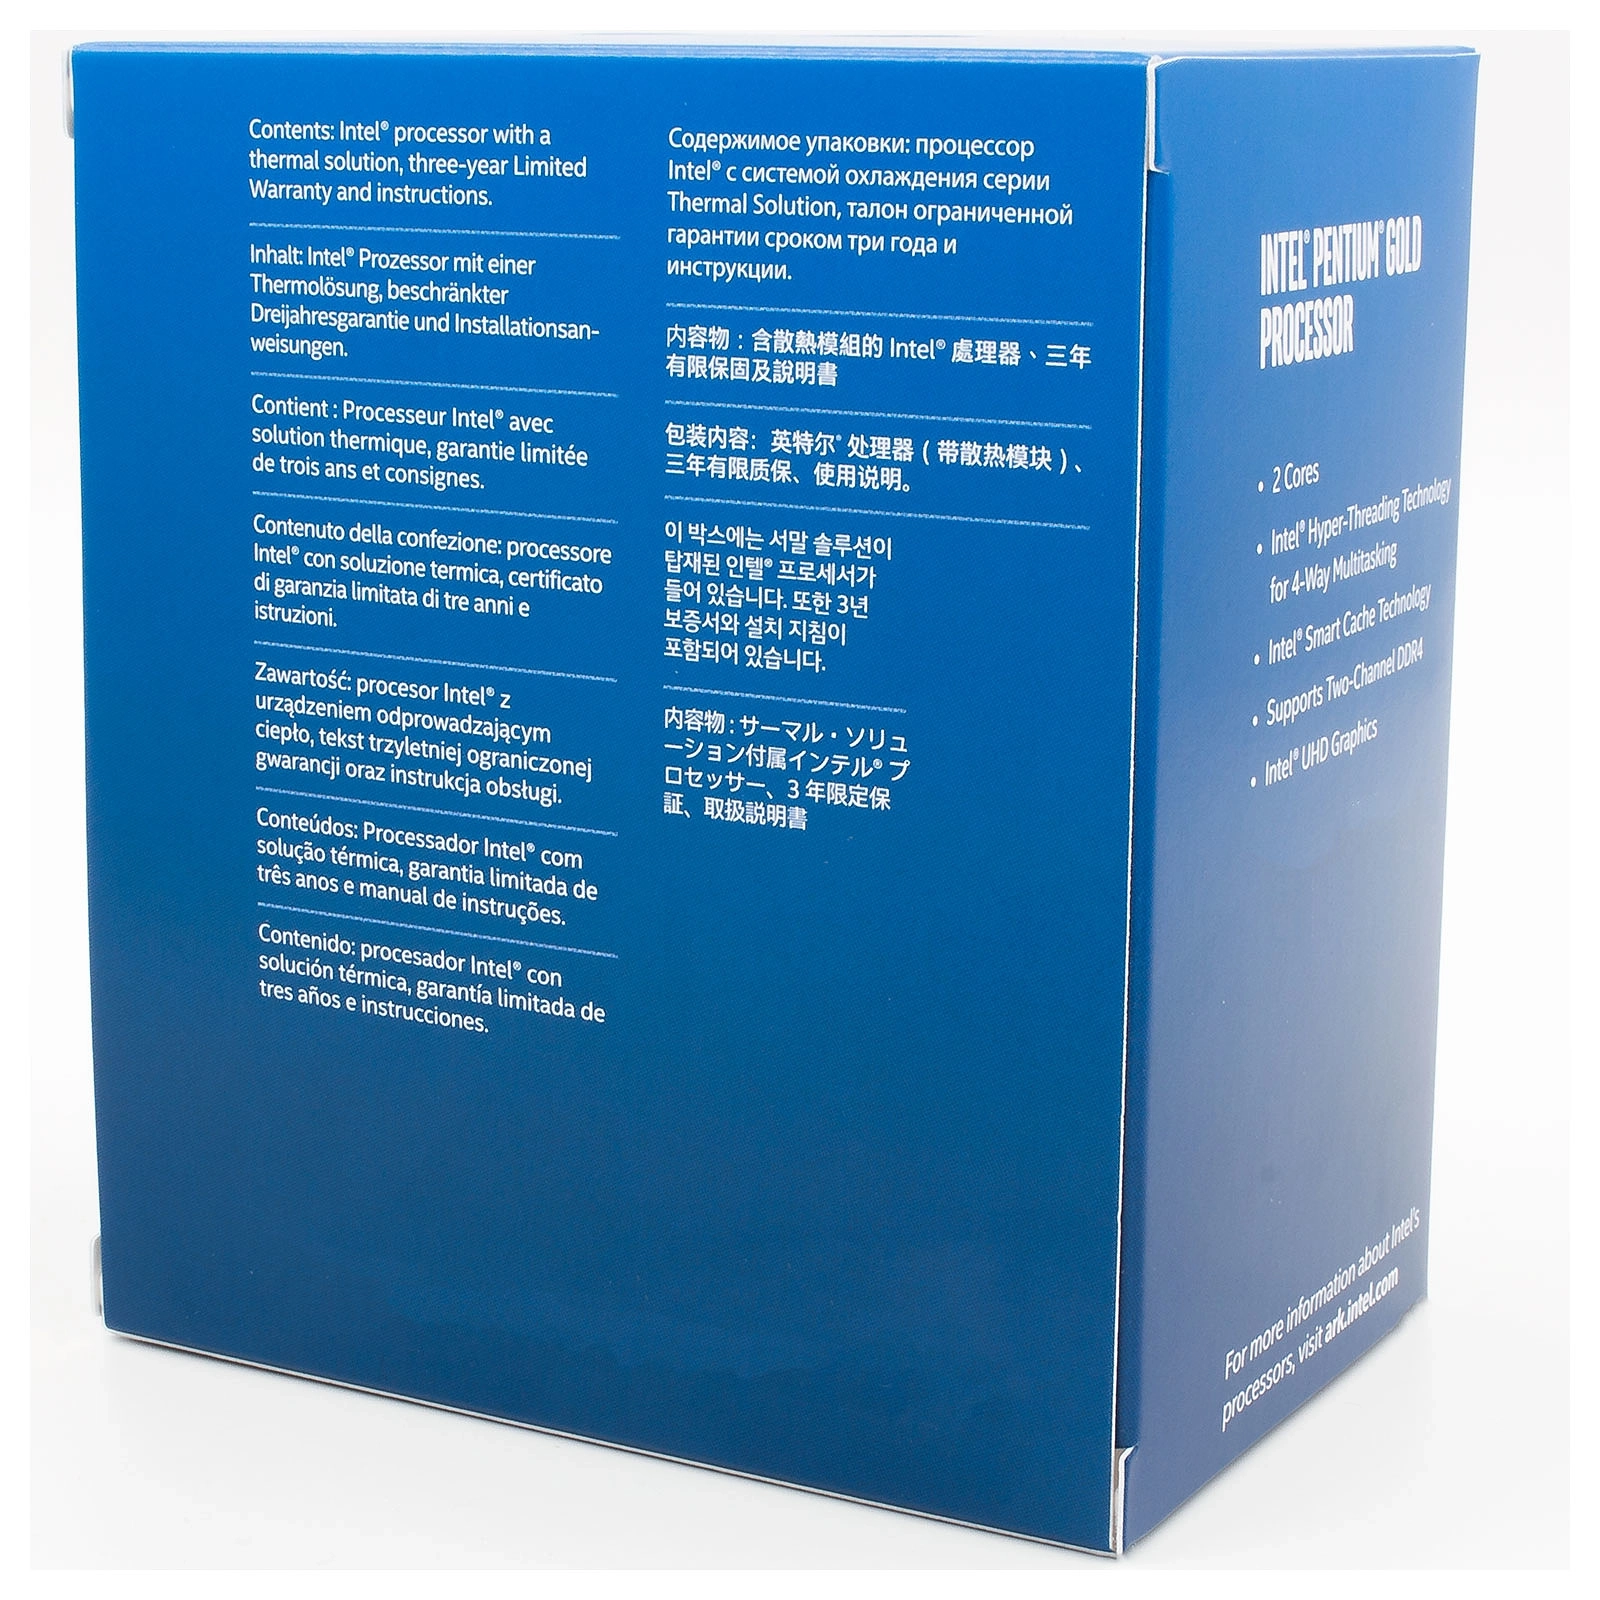 Contents: Intel® processor with a
thermal solution, three-year Limited
Warranty and instructions.
Inhalt: Intel® Prozessor mit einer
Thermolösung, beschränkter
Dreijahresgarantie und Installationsan-
weisungen.
Contient : Processeur Intel® avec
solution thermique, garantie limitée
de trois ans et consignes.
Contenuto della confezione: processore
Intel® con soluzione termica, certificato
di garanzia limitata di tre anni e
istruzioni.
Zawartość: procesor Intel® z
urządzeniem odprowadzającym
ciepło, tekst trzyletniej ograniczonej
gwarancji oraz instrukcja obsługi.
Conteúdos: Processador Intel® com
solução térmica, garantia limitada de
três anos e manual de instruções.
Contenido: procesador Intel® con
solución térmica, garantía limitada de
tres años e instrucciones.
Содержимое упаковки: процессор
Intel® с системой охлаждения серии
Thermal Solution, талон ограниченной
гарантии сроком три года и
инструкции.
內容物：含散熱模組的 Intel® 處理器、三年
有限保固及說明書
包装内容：英特尔® 处理器（带散热模块）、
三年有限质保、使用说明。
이 박스에는 서말 솔루션이
탑재된 인텔® 프로세서가
들어 있습니다. 또한 3년
보증서와 설치 지침이
포함되어 있습니다.
内容物：サーマル・ソリュ
ーション付属インテル® プ
ロセッサー、3 年限定保
証、取扱説明書
INTEL® PENTIUM® GOLD
PROCESSOR
• 2 Cores
• Intel® Hyper-Threading Technology
for 4-Way Multitasking
• Intel® Smart Cache Technology
• Supports Two-Channel DDR4
• Intel® UHD Graphics
For more information about Intel's
processors, visit ark.intel.com